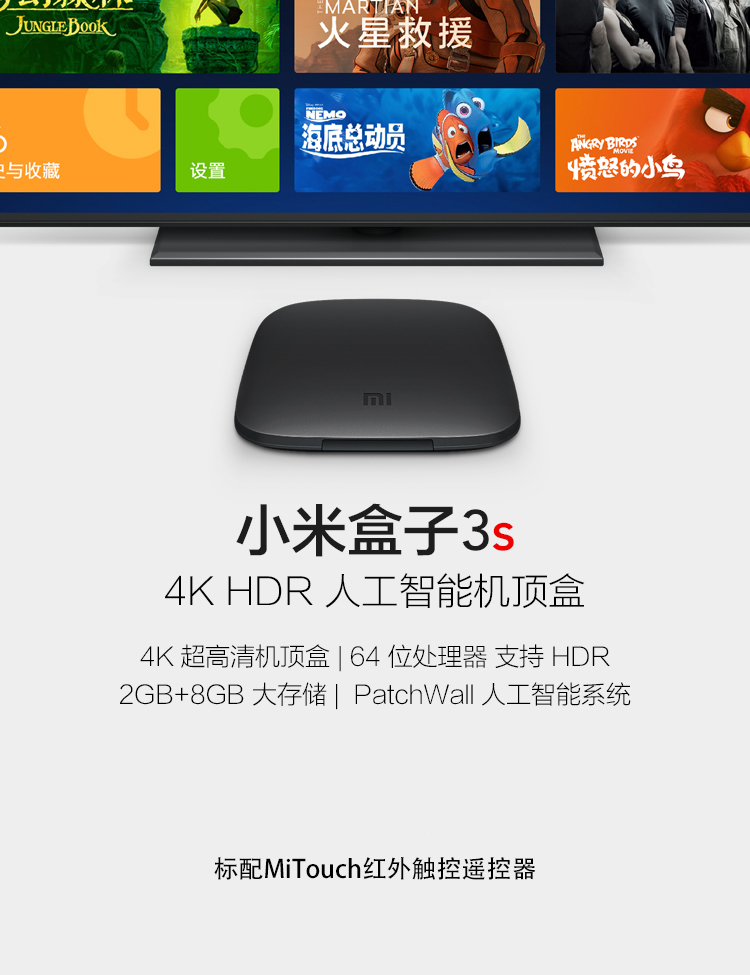 JUNGLE BOOK
THE
MARTIAN
火星救援
史与收藏
设置
FINDING
NEMO
海底总动员
THE
ANGRY BIRDS
MOVIE
愤怒的小鸟
mi
小米盒子3s
4K HDR 人工智能机顶盒
4K 超高清机顶盒 | 64 位处理器 支持 HDR
2GB+8GB 大存储 | PatchWall 人工智能系统
标配MiTouch红外触控遥控器